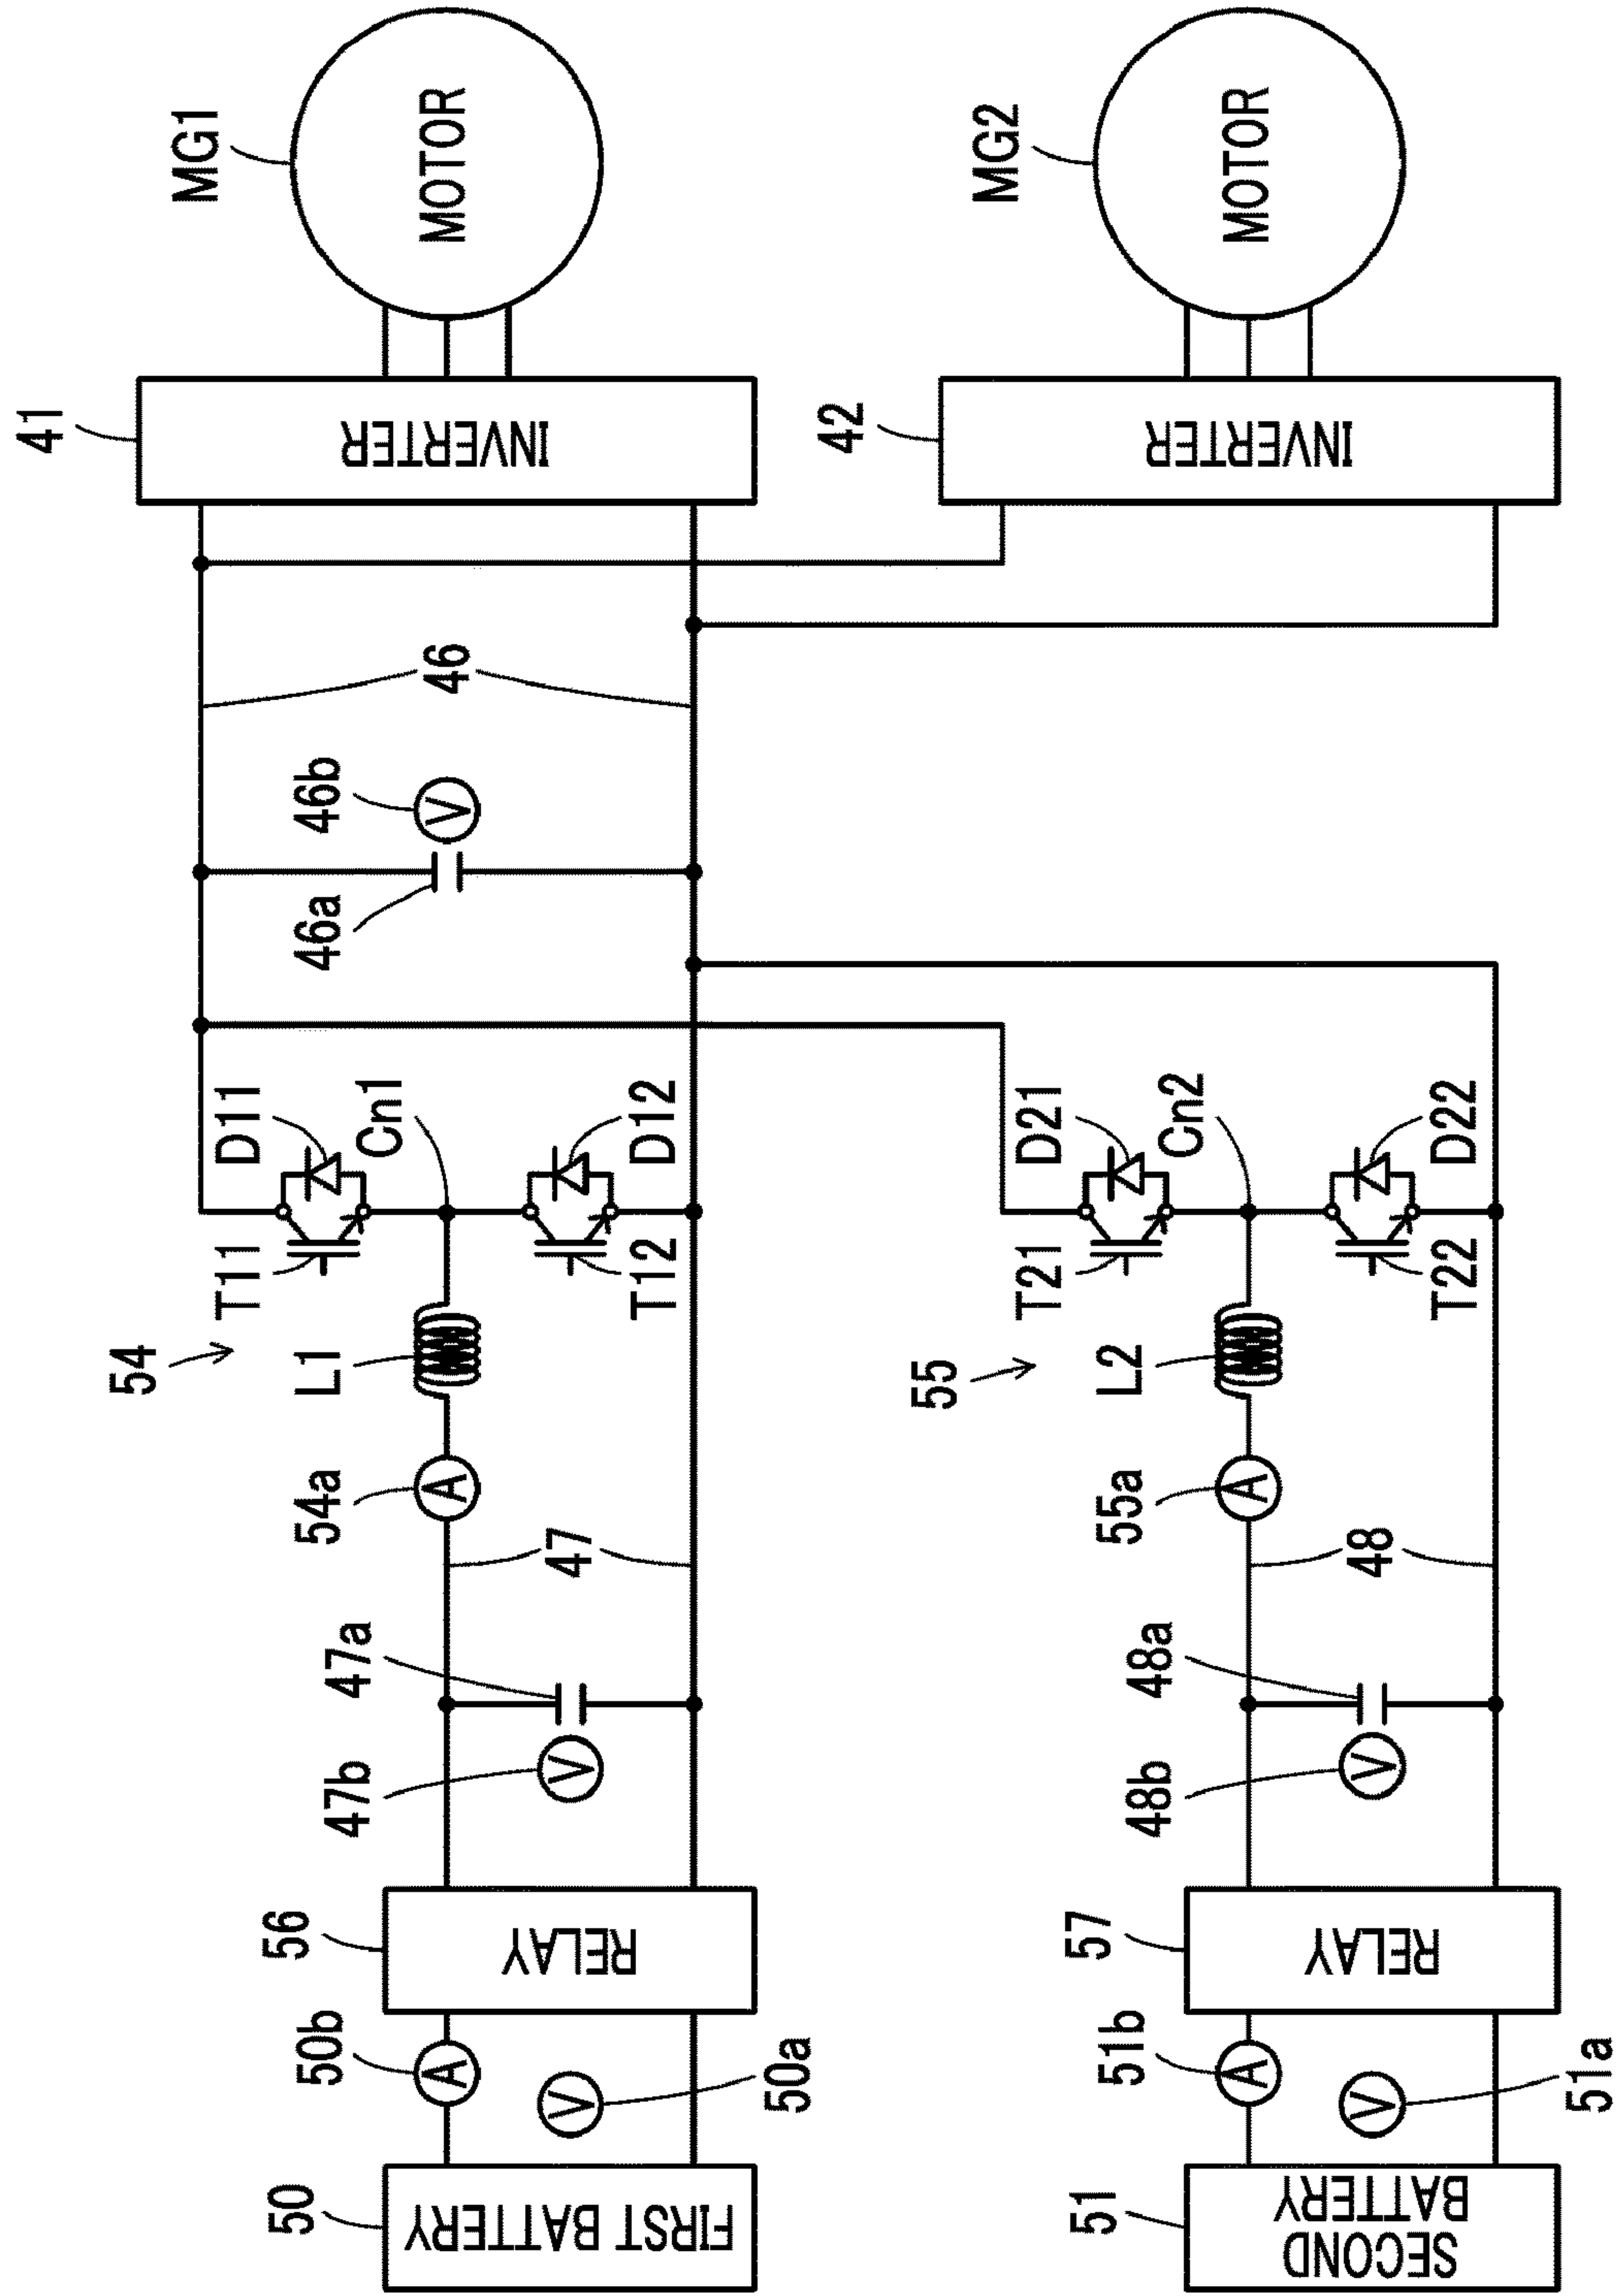 MG1
MOTOR
41
INVERTER
46
46b
V
46a
D11
Cn1
D12
T11
T12
54
L1
54a
A
47
47a
47b
V
56
RELAY
50b
A
V
50a
50
FIRST BATTERY
MG2
MOTOR
42
INVERTER
D21
Cn2
D22
T21
T22
55
L2
55a
A
48
48a
48b
V
57
RELAY
51b
A
V
51a
51
SECOND
BATTERY